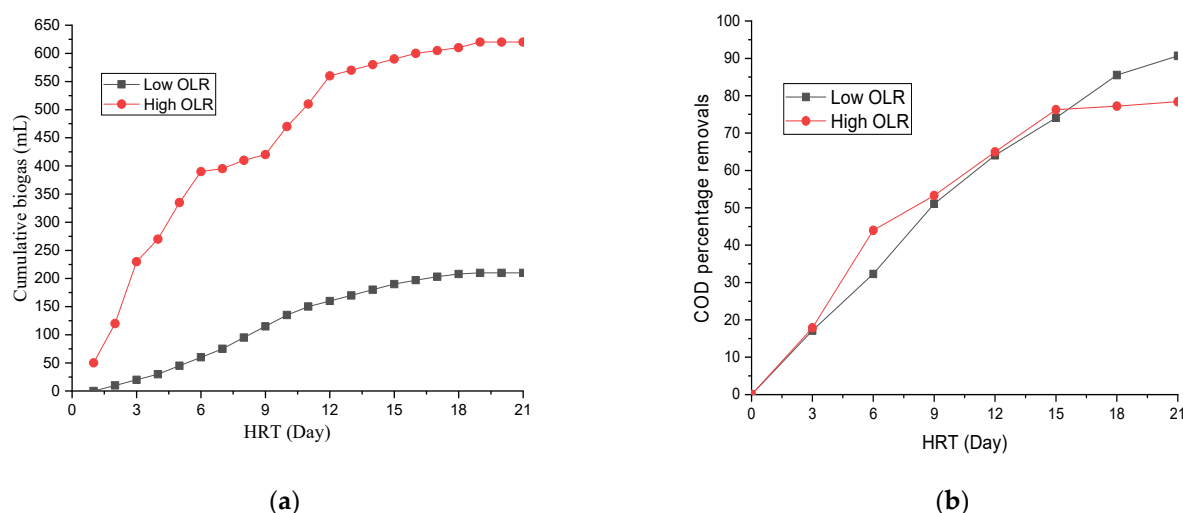 Cumulative biogas (mL)
650
600
550
500
450
400
350
300
250
200
150
100
50
0
Low OLR
High OLR
0 3 6 9 12 15 18 21
HRT (Day)
(a)
COD percentage removals
100
90
80
70
60
50
40
30
20
10
0
Low OLR
High OLR
0 3 6 9 12 15 18 21
HRT (Day)
(b)